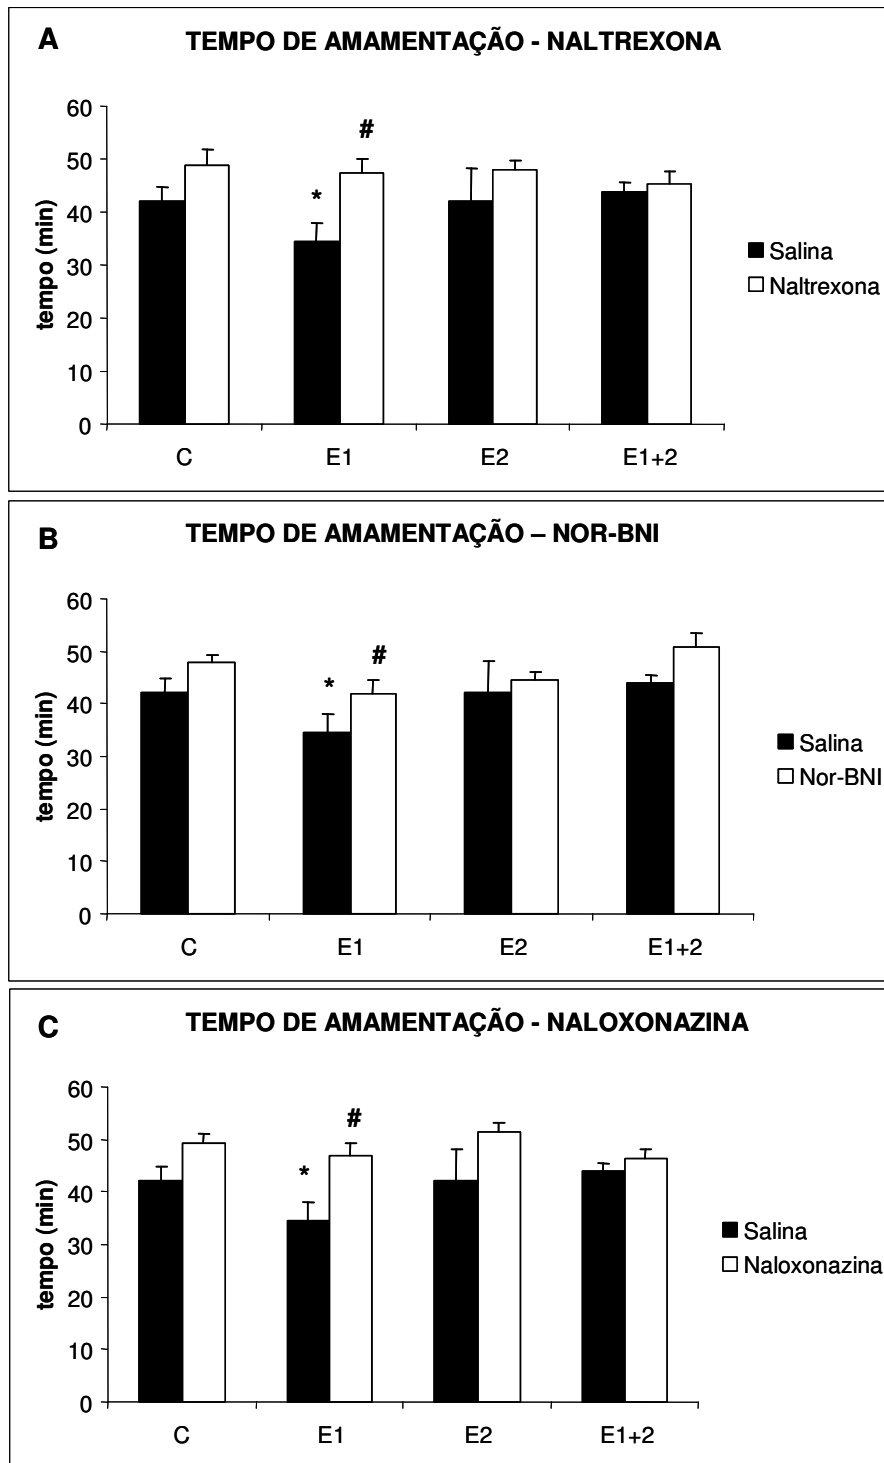 A
TEMPO DE AMAMENTAÇÃO - NALTREXONA
60
50
40
30
20
10
0
tempo (min)
*
#
C E1 E2 E1+2
Salina
Naltrexona
B
TEMPO DE AMAMENTAÇÃO – NOR-BNI
60
50
40
30
20
10
0
tempo (min)
*
#
C E1 E2 E1+2
Salina
Nor-BNI
C
TEMPO DE AMAMENTAÇÃO - NALOXONAZINA
60
50
40
30
20
10
0
tempo (min)
*
#
C E1 E2 E1+2
Salina
Naloxonazina